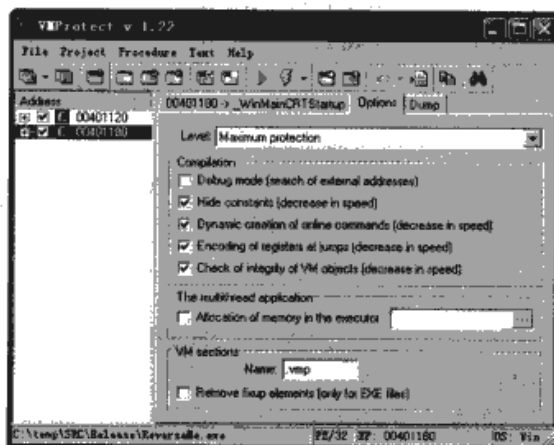 VMProtect v 1.22
File Project Procedure Text Help
Address
00401120
00401180
00401180 -> _WinMainCRTStartup Options Dump
Level: Maximum protection
Compilation
Debug mode (search of external addresses)
Hide constants (decrease in speed)
Dynamic creation of online commands (decrease in speed)
Encoding of registers at jumps (decrease in speed)
Check of integrity of VM objects (decrease in speed)
The multithread application
Allocation of memory in the executor
VM sections
Name: .vmp
Remove fixup elements (only for EXE files)
C:\temp\SRC\Release\ReverseMe.exe PE/32 EP: 00401180 OS: Win